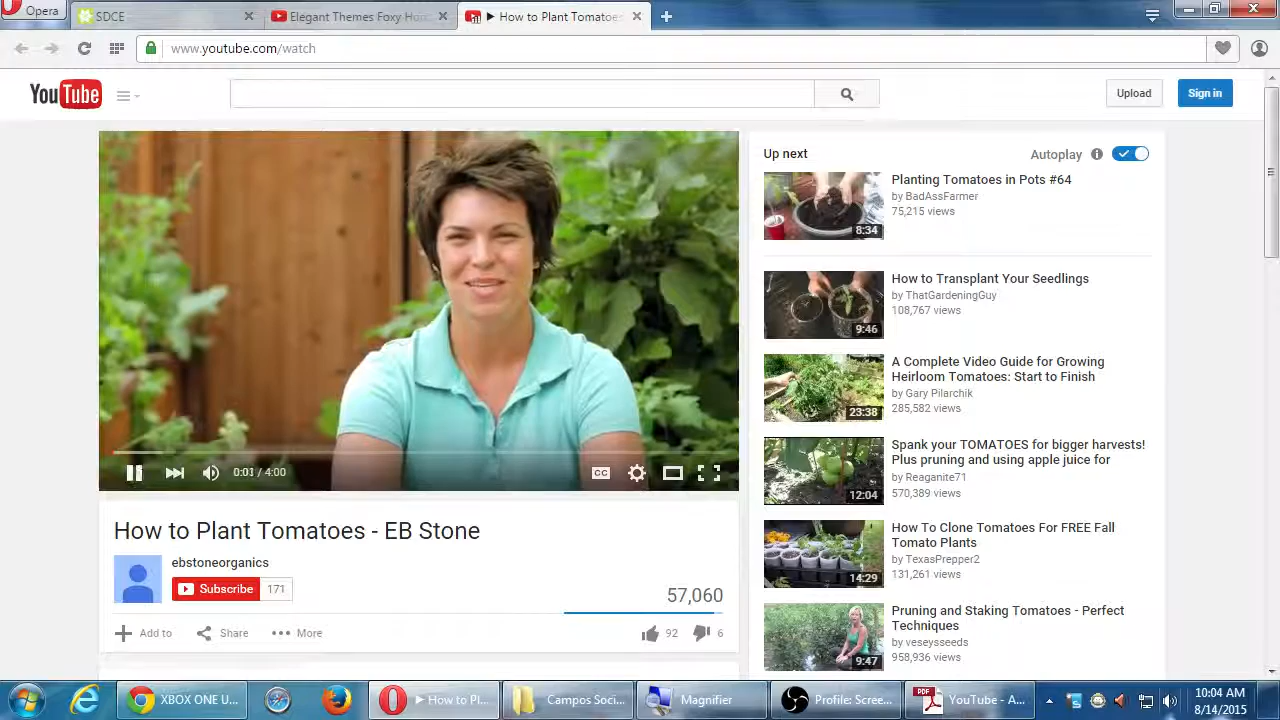 Opera
SDCE
Elegant Themes Foxy Hor
▶ How to Plant Tomatoes
www.youtube.com/watch
YouTube
Upload
Sign in
Up next
Autoplay
Planting Tomatoes in Pots #64
by BadAssFarmer
75,215 views
8:34
How to Transplant Your Seedlings
by ThatGardeningGuy
108,767 views
9:46
A Complete Video Guide for Growing
Heirloom Tomatoes: Start to Finish
by Gary Pilarchik
285,582 views
23:38
Spank your TOMATOES for bigger harvests!
Plus pruning and using apple juice for
by Reaganite71
570,389 views
12:04
How To Clone Tomatoes For FREE Fall
Tomato Plants
by TexasPrepper2
131,261 views
14:29
Pruning and Staking Tomatoes - Perfect
Techniques
by veseysseeds
958,936 views
9:47
0:01 / 4:00
CC
How to Plant Tomatoes - EB Stone
ebstoneorganics
Subscribe 171
57,060
Add to Share More 92 6
XBOX ONE U...
▶ How to Pl...
Campos Soci...
Magnifier
Profile: Scree...
PDF
YouTube - A...
10:04 AM
8/14/2015